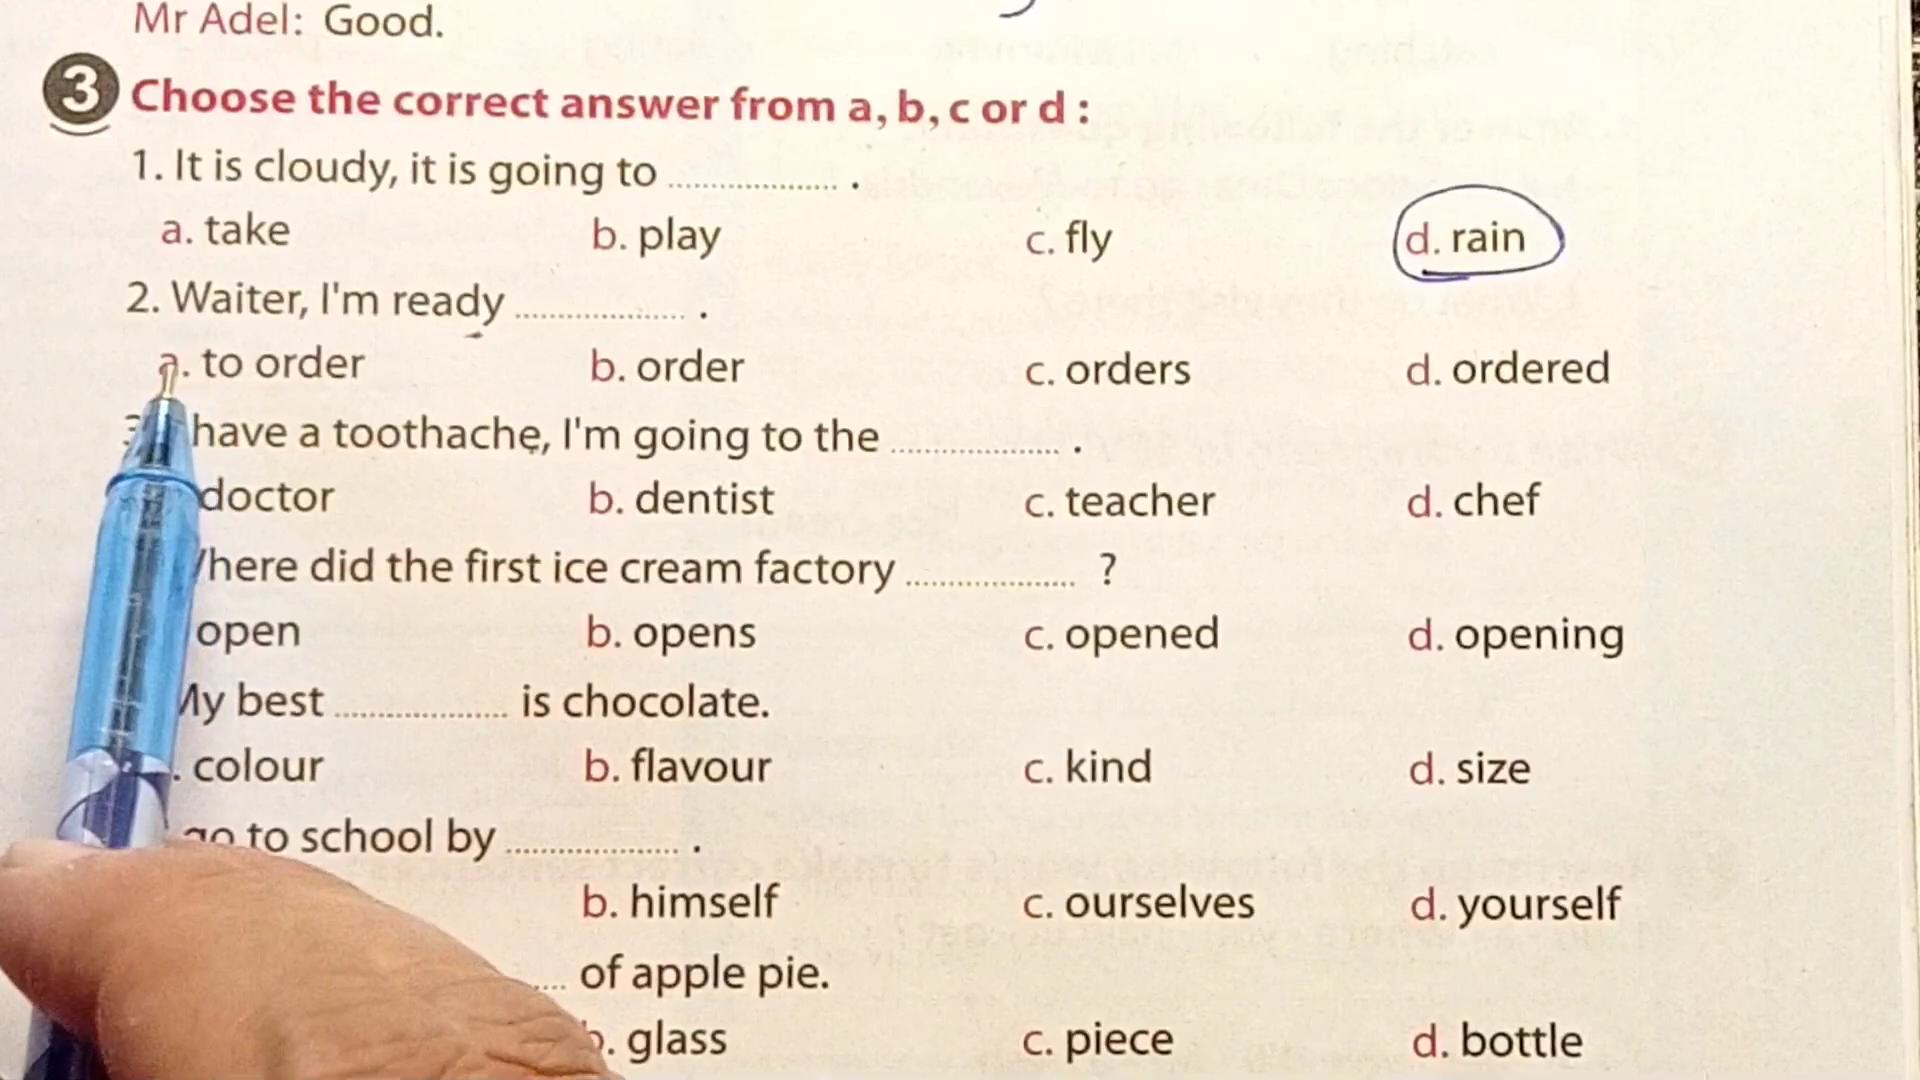 Mr Adel: Good.
3 Choose the correct answer from a, b, c or d :
1. It is cloudy, it is going to .................. .
a. take b. play c. fly d. rain
2. Waiter, I'm ready .................. .
a. to order b. order c. orders d. ordered
have a toothache, I'm going to the .................. .
doctor b. dentist c. teacher d. chef
did the first ice cream factory .................. ?
open b. opens c. opened d. opening
best .................. is chocolate.
. colour b. flavour c. kind d. size
go to school by .................. .
b. himself c. ourselves d. yourself
.... of apple pie.
b. glass c. piece d. bottle